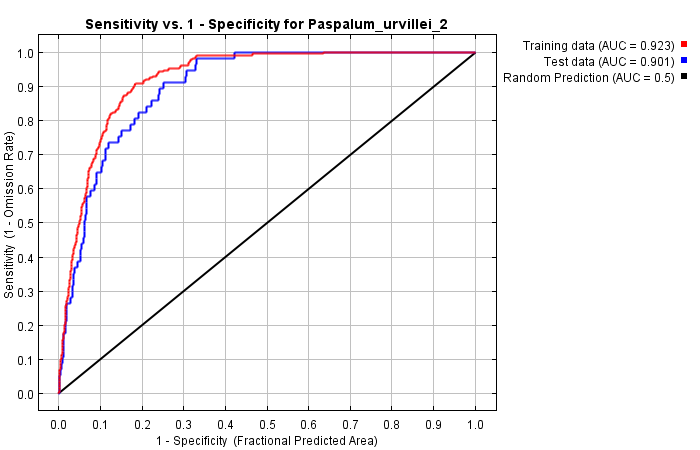 Sensitivity vs. 1 - Specificity for Paspalum_urvillei_2
Training data (AUC = 0.923)
Test data (AUC = 0.901)
Random Prediction (AUC = 0.5)
Sensitivity (1 - Omission Rate)
1.0
0.9
0.8
0.7
0.6
0.5
0.4
0.3
0.2
0.1
0.0
0.0 0.1 0.2 0.3 0.4 0.5 0.6 0.7 0.8 0.9 1.0
1 - Specificity (Fractional Predicted Area)